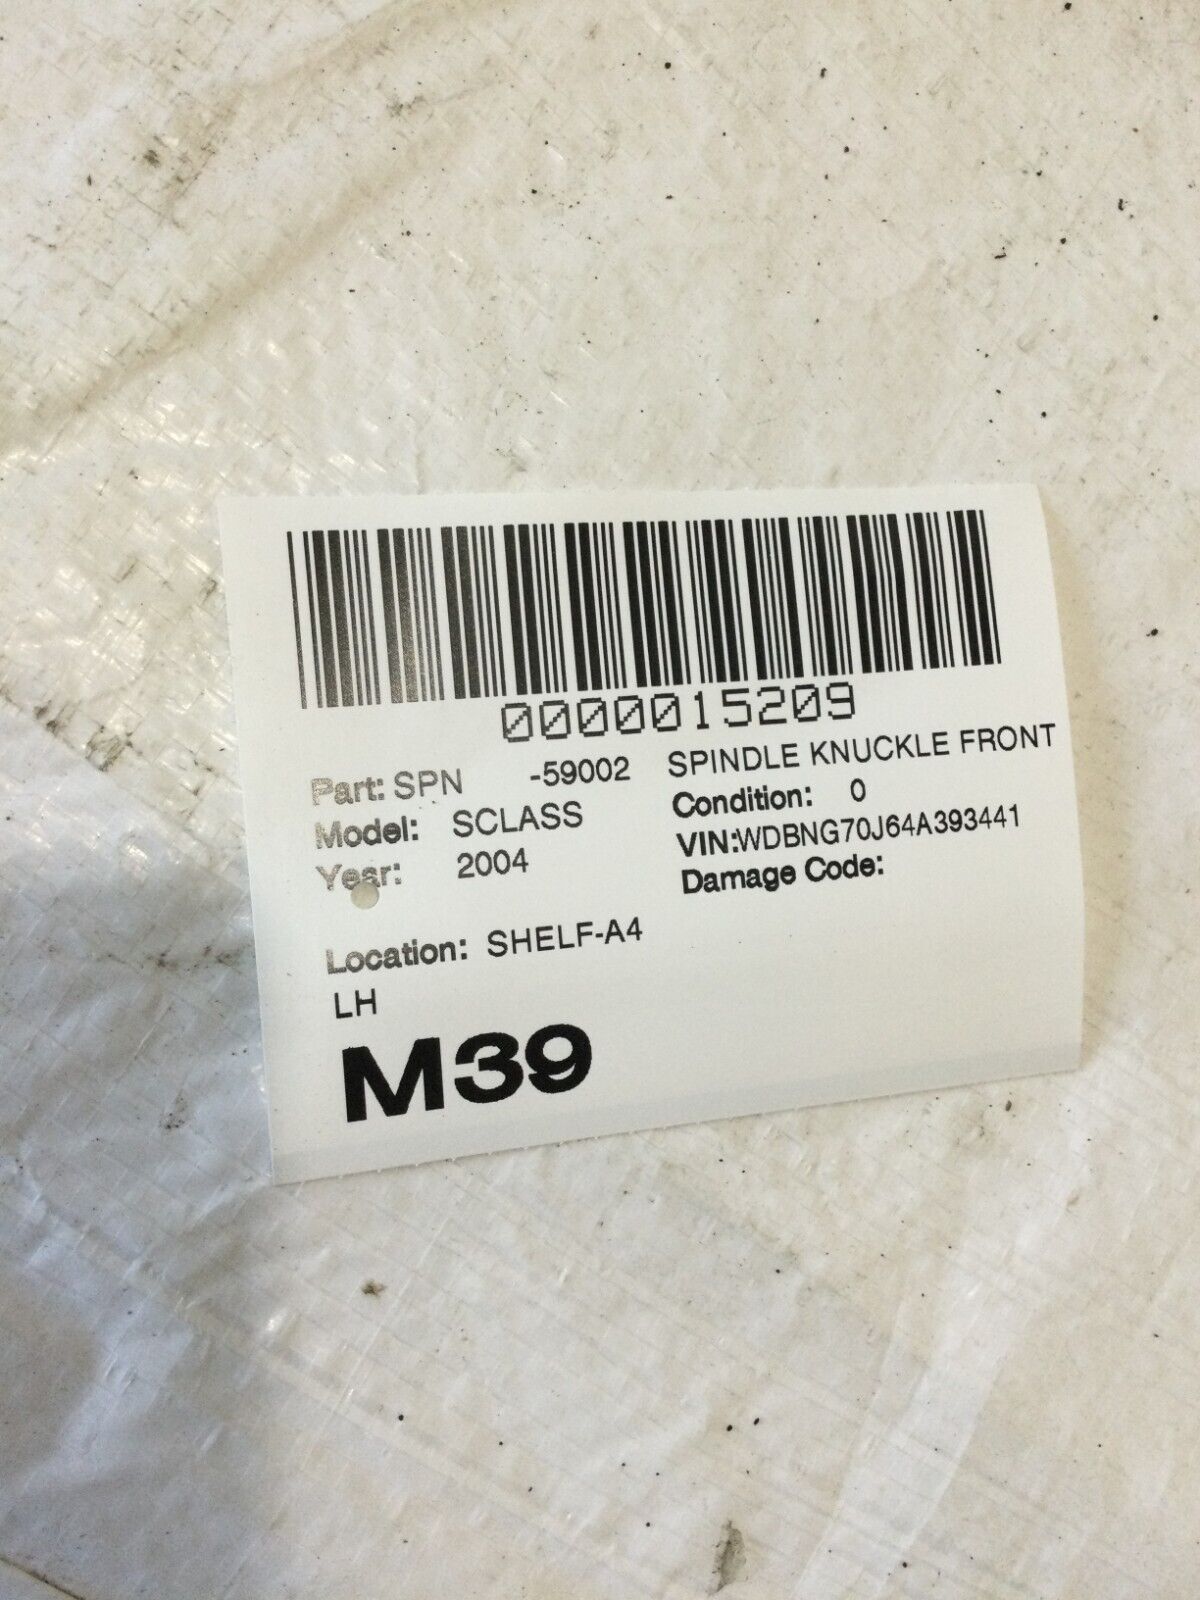 0000015209
Part: SPN -59002 SPINDLE KNUCKLE FRONT
Model: SCLASS Condition: 0
Year: 2004 VIN:WDBNG70J64A393441
Damage Code:
Location: SHELF-A4
LH
M39